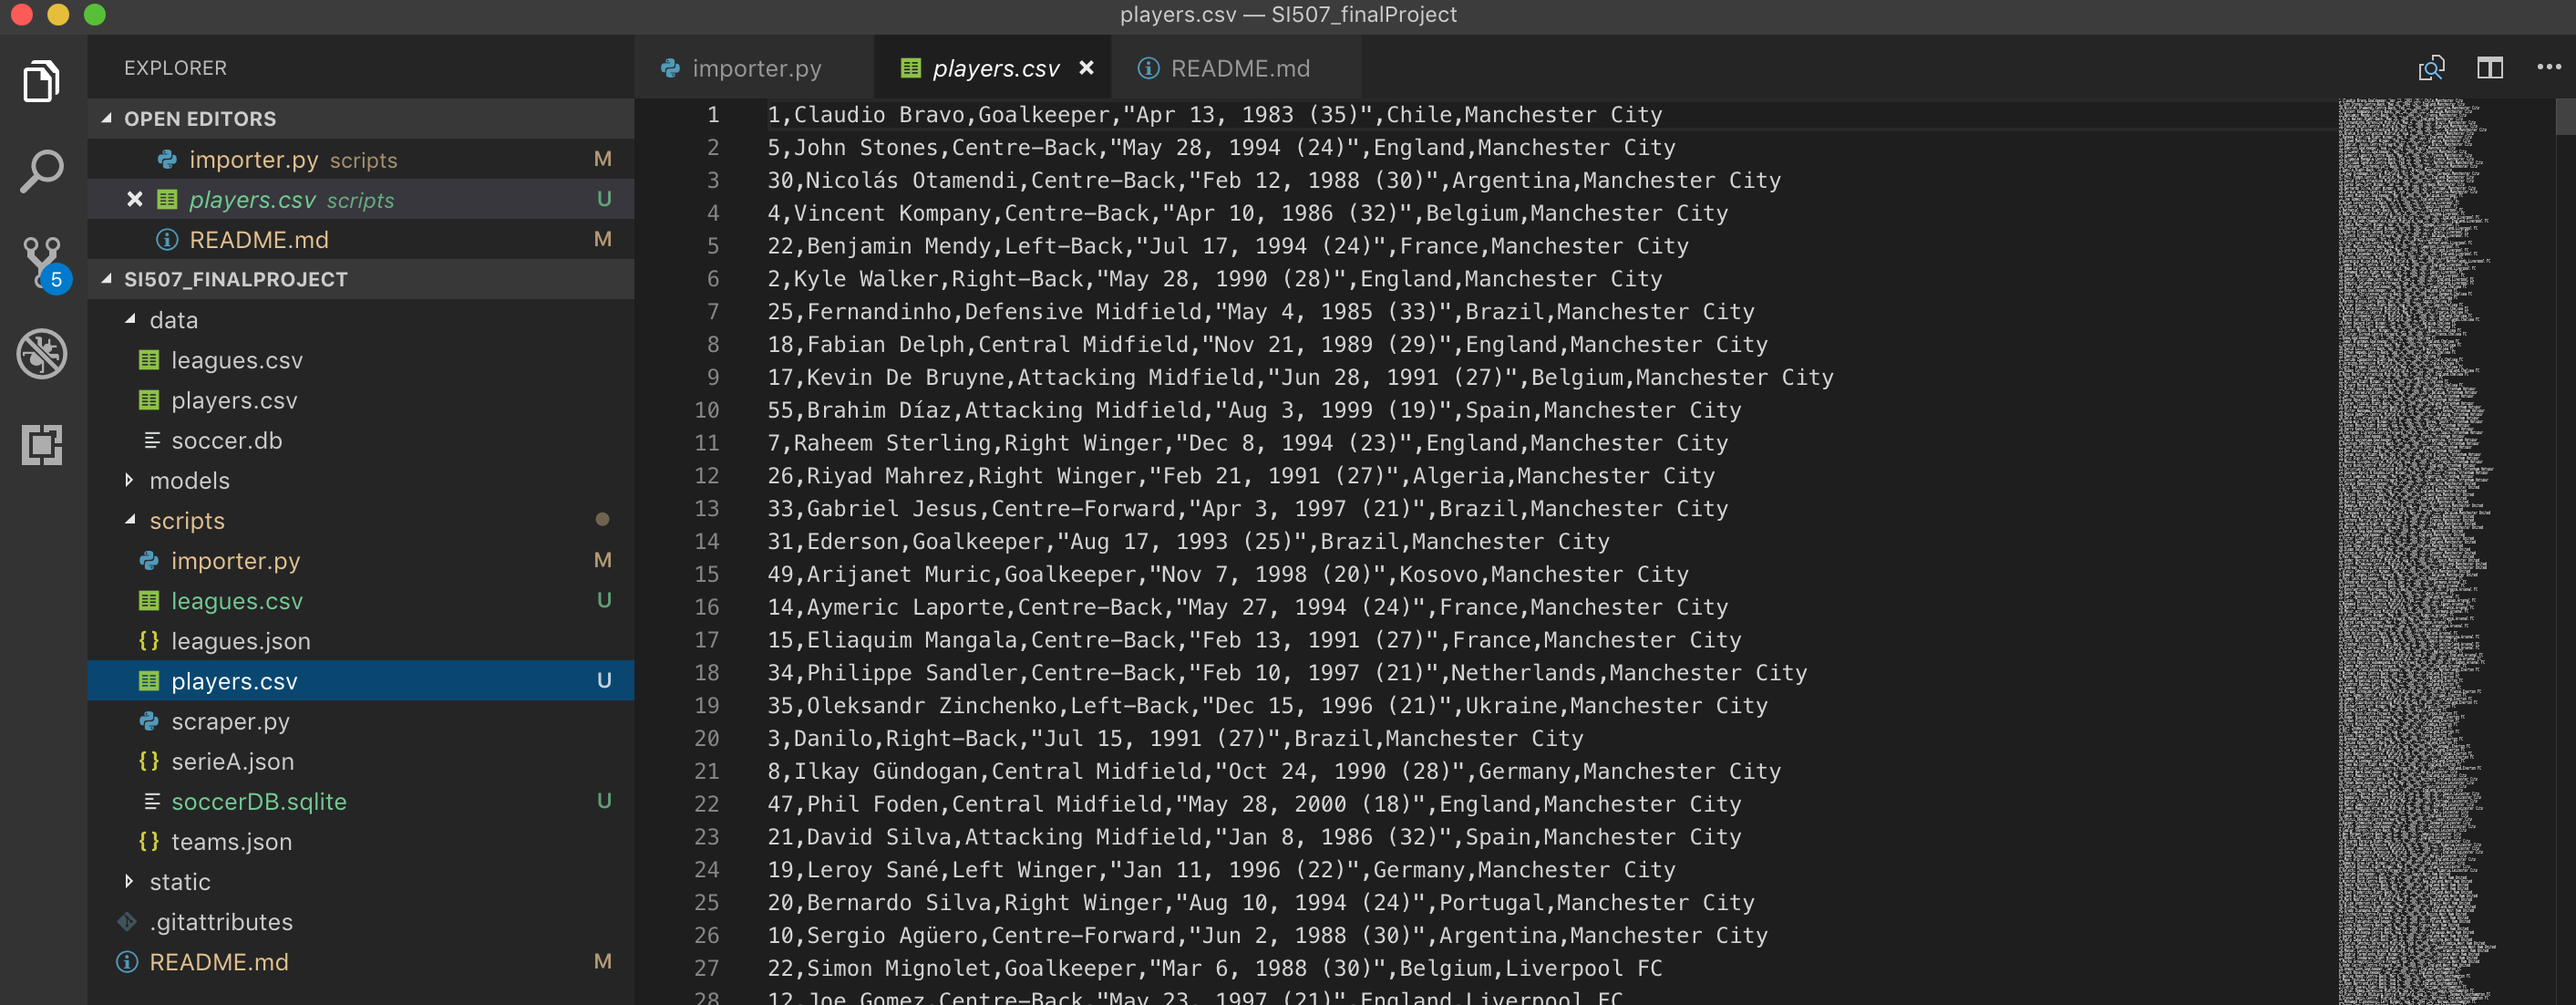 players.csv — SI507_finalProject
EXPLORER
OPEN EDITORS
importer.py scripts M
players.csv scripts U
README.md M
5
SI507_FINALPROJECT
data
leagues.csv
players.csv
soccer.db
models
scripts
importer.py M
leagues.csv U
leagues.json
players.csv U
scraper.py
serieA.json
soccerDB.sqlite U
teams.json
static
.gitattributes
README.md M
importer.py players.csv README.md
1 1,Claudio Bravo,Goalkeeper,"Apr 13, 1983 (35)",Chile,Manchester City
2 5,John Stones,Centre-Back,"May 28, 1994 (24)",England,Manchester City
3 30,Nicolás Otamendi,Centre-Back,"Feb 12, 1988 (30)",Argentina,Manchester City
4 4,Vincent Kompany,Centre-Back,"Apr 10, 1986 (32)",Belgium,Manchester City
5 22,Benjamin Mendy,Left-Back,"Jul 17, 1994 (24)",France,Manchester City
6 2,Kyle Walker,Right-Back,"May 28, 1990 (28)",England,Manchester City
7 25,Fernandinho,Defensive Midfield,"May 4, 1985 (33)",Brazil,Manchester City
8 18,Fabian Delph,Central Midfield,"Nov 21, 1989 (29)",England,Manchester City
9 17,Kevin De Bruyne,Attacking Midfield,"Jun 28, 1991 (27)",Belgium,Manchester City
10 55,Brahim Díaz,Attacking Midfield,"Aug 3, 1999 (19)",Spain,Manchester City
11 7,Raheem Sterling,Right Winger,"Dec 8, 1994 (23)",England,Manchester City
12 26,Riyad Mahrez,Right Winger,"Feb 21, 1991 (27)",Algeria,Manchester City
13 33,Gabriel Jesus,Centre-Forward,"Apr 3, 1997 (21)",Brazil,Manchester City
14 31,Ederson,Goalkeeper,"Aug 17, 1993 (25)",Brazil,Manchester City
15 49,Arijanet Muric,Goalkeeper,"Nov 7, 1998 (20)",Kosovo,Manchester City
16 14,Aymeric Laporte,Centre-Back,"May 27, 1994 (24)",France,Manchester City
17 15,Eliaquim Mangala,Centre-Back,"Feb 13, 1991 (27)",France,Manchester City
18 34,Philippe Sandler,Centre-Back,"Feb 10, 1997 (21)",Netherlands,Manchester City
19 35,Oleksandr Zinchenko,Left-Back,"Dec 15, 1996 (21)",Ukraine,Manchester City
20 3,Danilo,Right-Back,"Jul 15, 1991 (27)",Brazil,Manchester City
21 8,Ilkay Gündogan,Central Midfield,"Oct 24, 1990 (28)",Germany,Manchester City
22 47,Phil Foden,Central Midfield,"May 28, 2000 (18)",England,Manchester City
23 21,David Silva,Attacking Midfield,"Jan 8, 1986 (32)",Spain,Manchester City
24 19,Leroy Sané,Left Winger,"Jan 11, 1996 (22)",Germany,Manchester City
25 20,Bernardo Silva,Right Winger,"Aug 10, 1994 (24)",Portugal,Manchester City
26 10,Sergio Agüero,Centre-Forward,"Jun 2, 1988 (30)",Argentina,Manchester City
27 22,Simon Mignolet,Goalkeeper,"Mar 6, 1988 (30)",Belgium,Liverpool FC
28 12,Joe Gomez,Centre-Back,"May 23, 1997 (21)",England,Liverpool FC